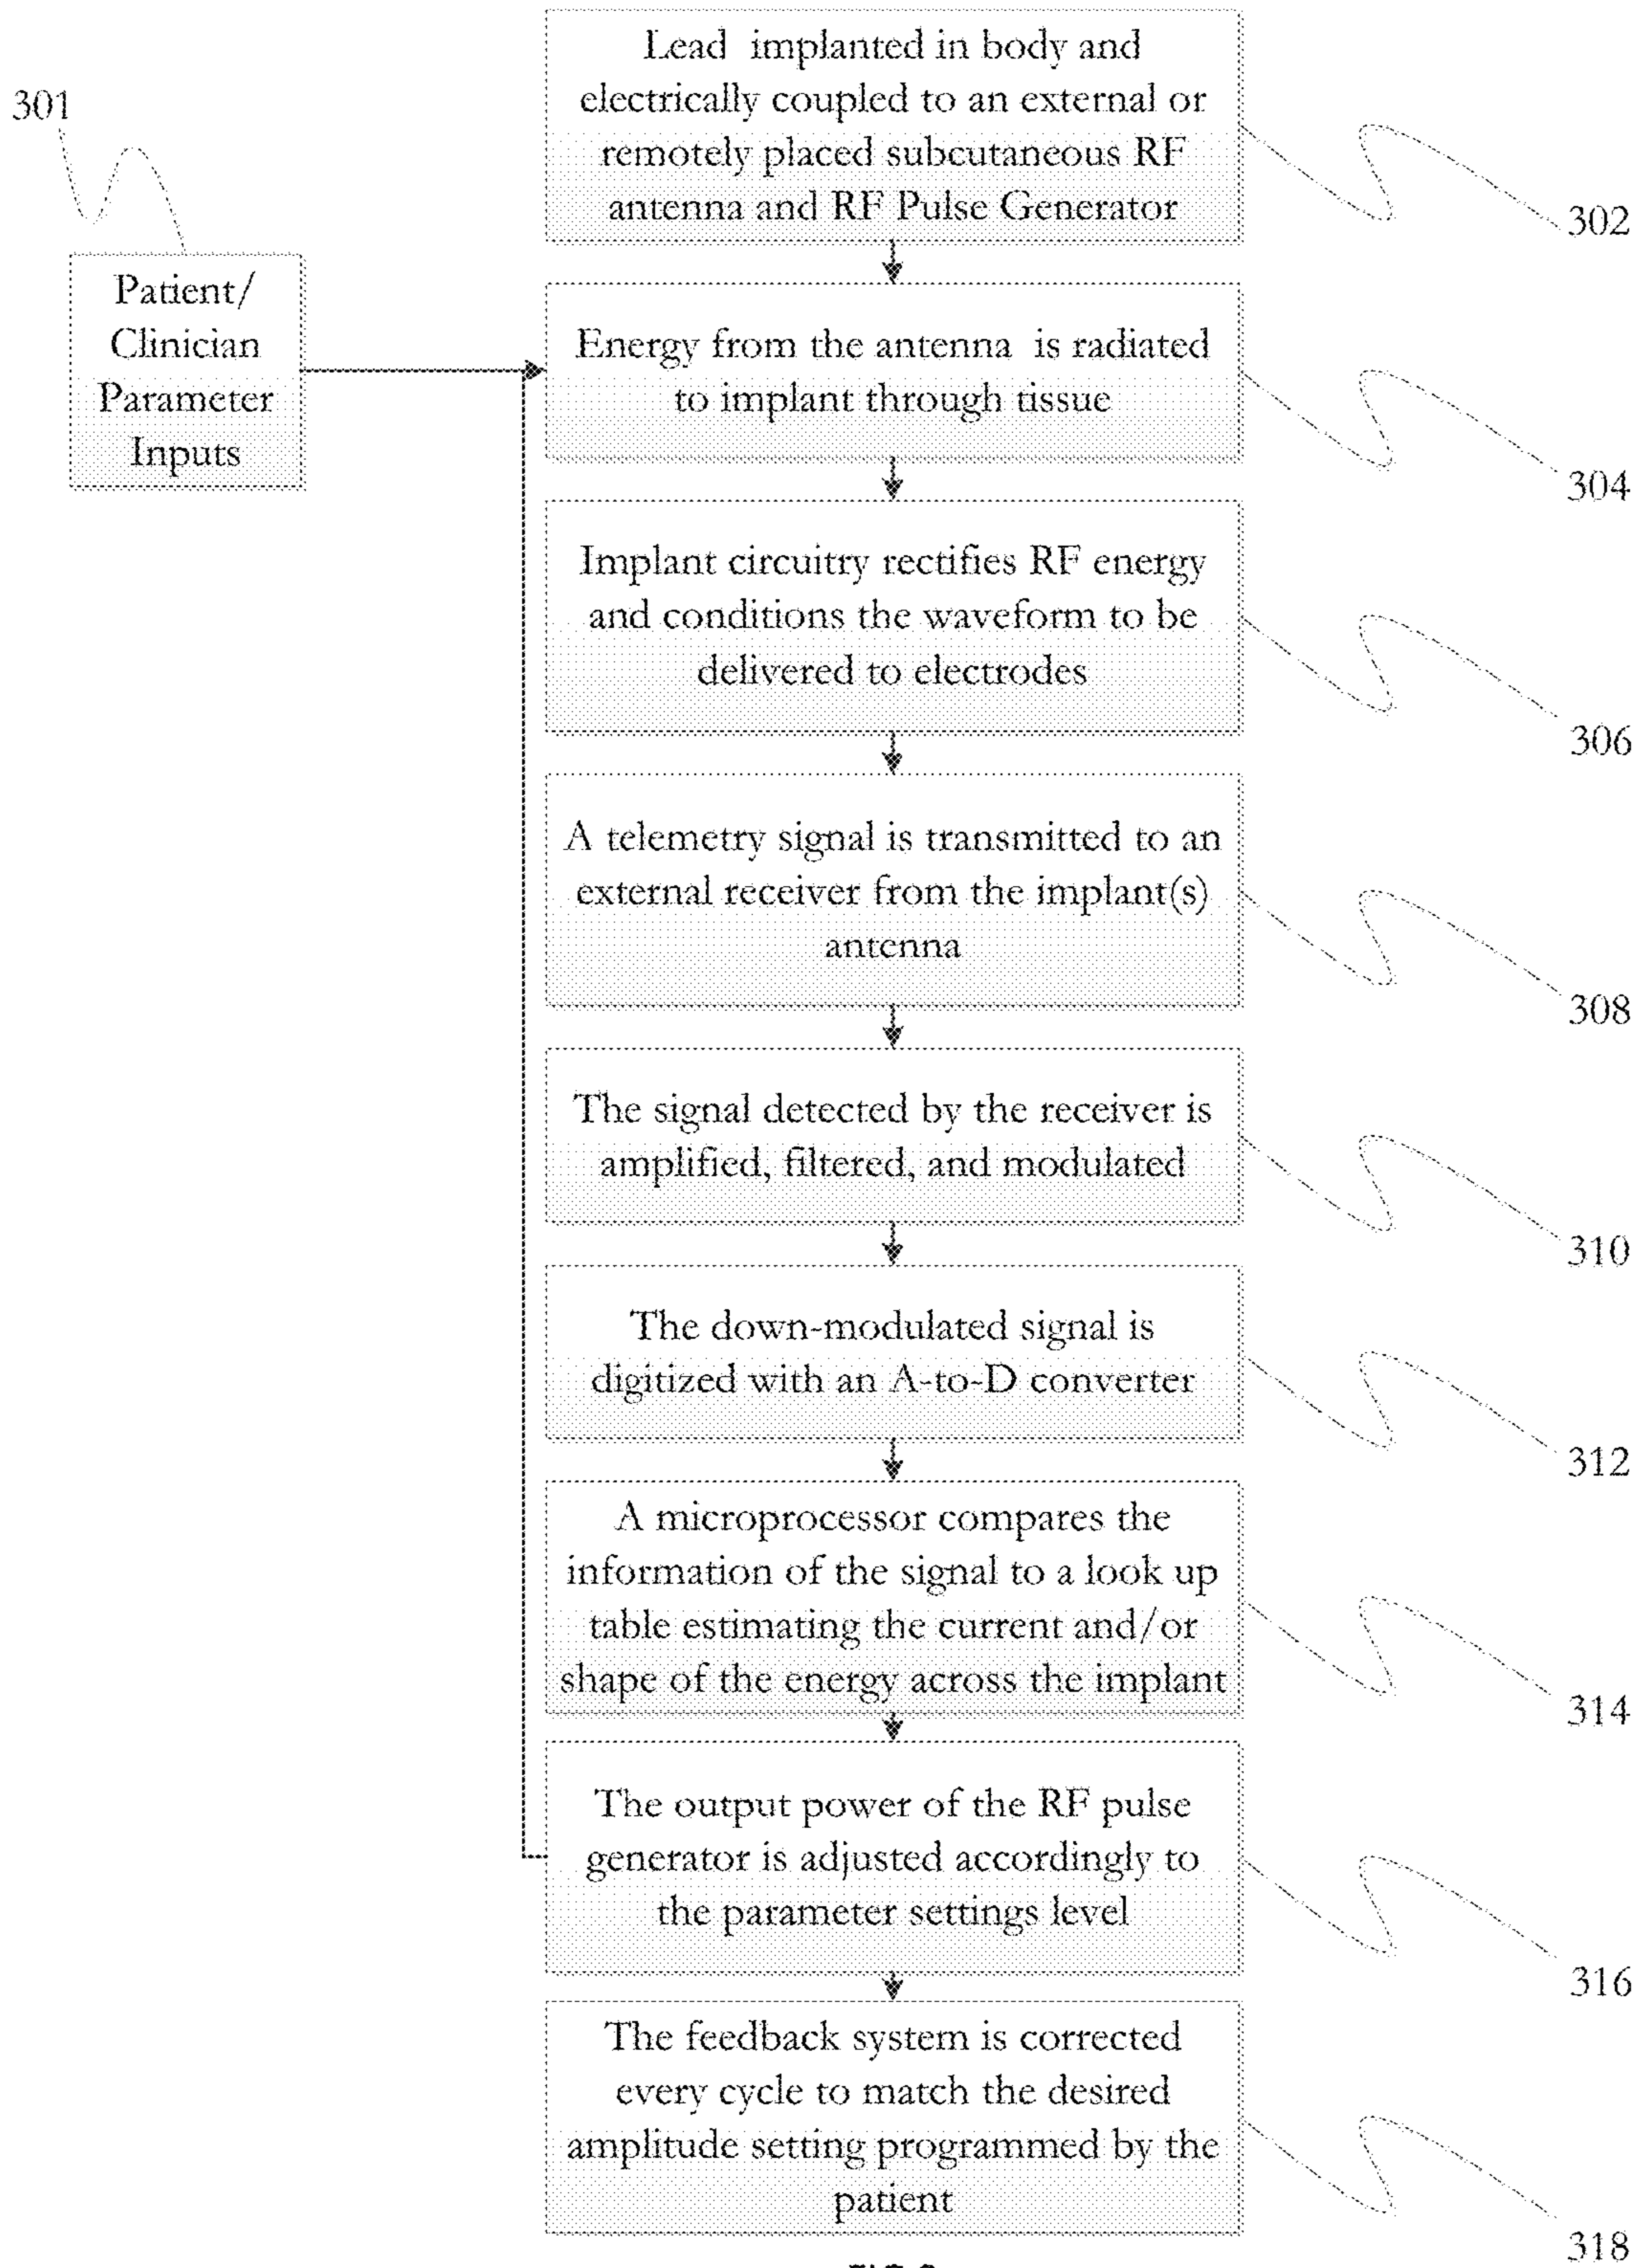 Lead implanted in body and
electrically coupled to an external or
remotely placed subcutaneous RF
antenna and RF Pulse Generator
301
302
Patient/
Clinician
Parameter
Inputs
Energy from the antenna is radiated
to implant through tissue
304
Implant circuitry rectifies RF energy
and conditions the waveform to be
delivered to electrodes
306
A telemetry signal is transmitted to an
external receiver from the implant(s)
antenna
308
The signal detected by the receiver is
amplified, filtered, and modulated
310
The down-modulated signal is
digitized with an A-to-D converter
312
A microprocessor compares the
information of the signal to a look up
table estimating the current and/or
shape of the energy across the implant
314
The output power of the RF pulse
generator is adjusted accordingly to
the parameter settings level
316
The feedback system is corrected
every cycle to match the desired
amplitude setting programmed by the
patient
318